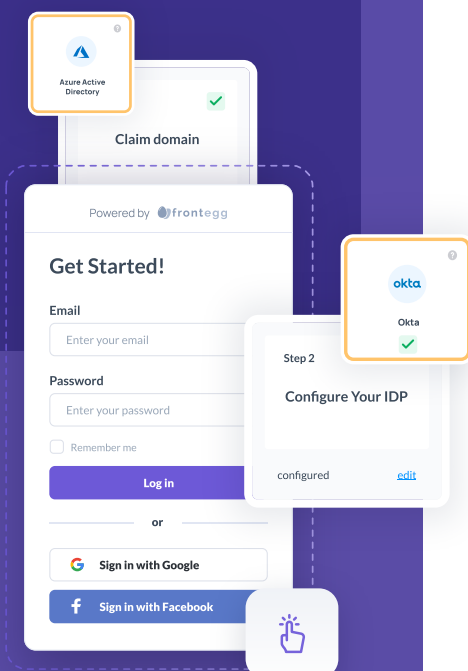 Azure Active
Directory
Claim domain
Powered by frontegg
Get Started!
Email
Enter your email
Password
Enter your password
Remember me
Log in
or
Sign in with Google
Sign in with Facebook
okta
Okta
Step 2
Configure Your IDP
configured
edit